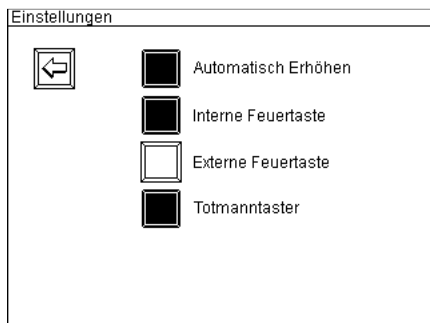 Einstellungen
Automatisch Erhöhen
Interne Feuertaste
Externe Feuertaste
Totmanntaster